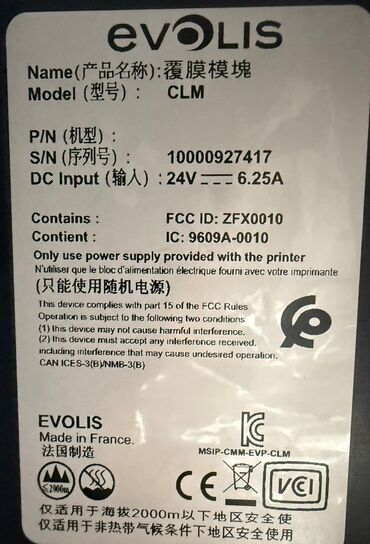 evOLIS
Name(产品名称):覆膜模塊
Model (型号) : CLM
P/N (机型) :
S/N (序列号) : 10000927417
DC Input (输入) : 24V ⎓ 6.25A
Contains : FCC ID: ZFX0010
Contient : IC: 9609A-0010
Only use power supply provided with the printer
N'utiliser que le bloc d'alimentation électrique fourni avec votre imprimante
(只能使用随机电源)
This device complies with part 15 of the FCC Rules
Operation is subject to the following two conditions
(1) this device may not cause harmful interference.
(2) this device must accept any interference received.
including interference that may cause undesired operation.
CAN ICES-3(B)/NMB-3(B)
EVOLIS
Made in France.
法国制造
MSIP-CMM-EVP-CLM
≤2000m
CE
VCI
仅适用于海拔2000m以下地区安全使
仅适用于非热带气候条件下地区安全使用